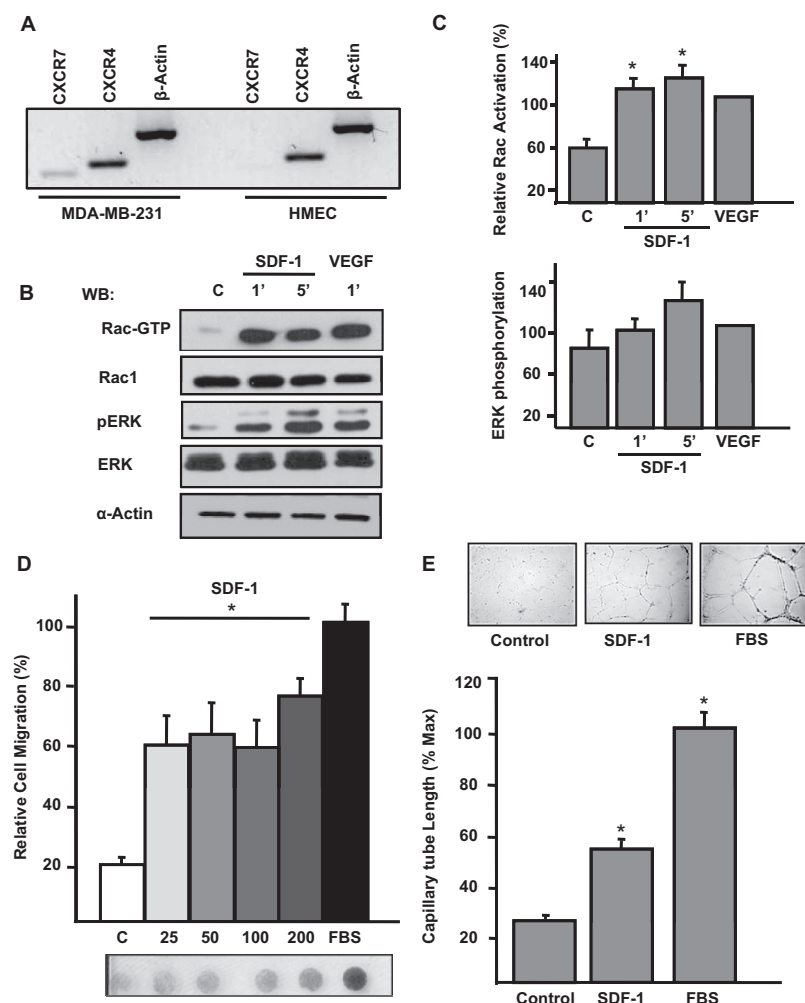 A
CXCR7
CXCR4
β-Actin
CXCR7
CXCR4
β-Actin
MDA-MB-231
HMEC
B
SDF-1
VEGF
WB:
C
1’
5’
1’
Rac-GTP
Rac1
pERK
ERK
α-Actin
C
Relative Rac Activation (%)
140
*
*
100
60
20
C
1’
5’
VEGF
SDF-1
ERK phosphorylation
140
100
60
20
C
1’
5’
VEGF
SDF-1
D
SDF-1
*
Relative Cell Migration (%)
100
80
60
40
20
C
25
50
100
200
FBS
E
Control
SDF-1
FBS
Capillary tube Length (% Max)
120
100
80
60
40
20
*
*
Control
SDF-1
FBS